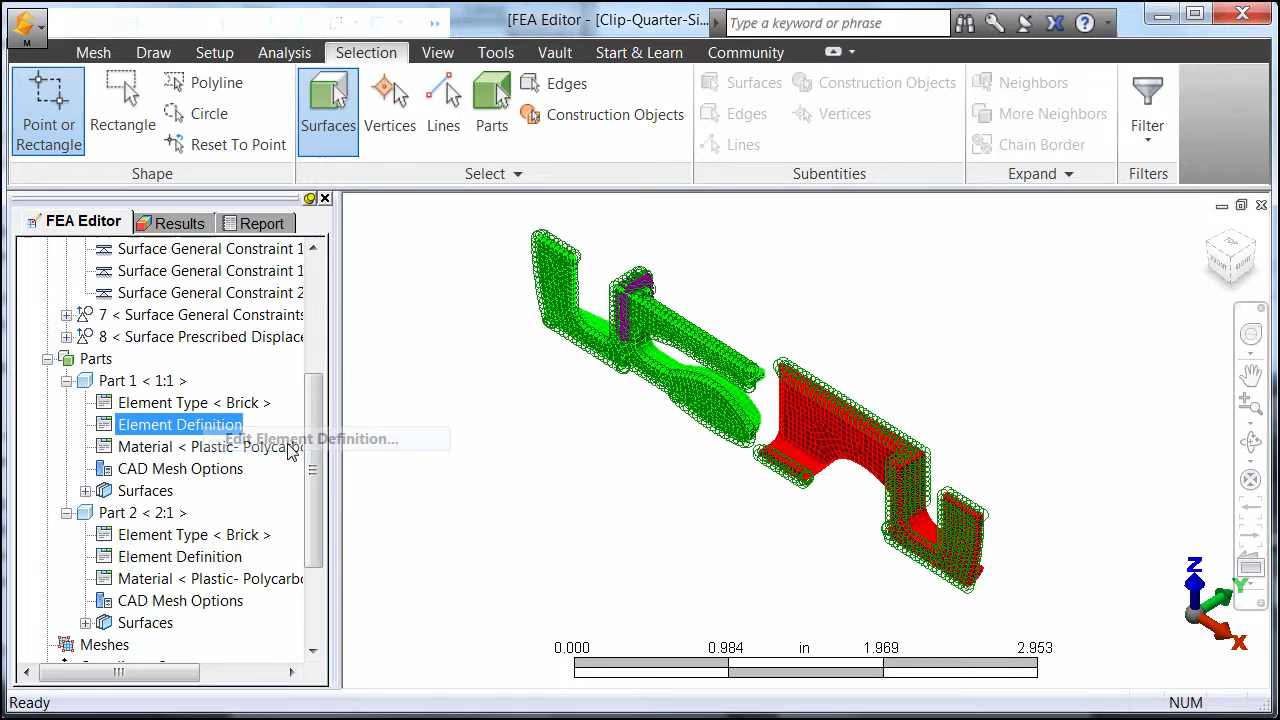 [FEA Editor - [Clip-Quarter-Si...
Type a keyword or phrase
M
Mesh Draw Setup Analysis Selection View Tools Vault Start & Learn Community
Point or Rectangle
Rectangle
Polyline
Circle
Reset To Point
Shape
Surfaces
Vertices
Lines
Parts
Edges
Construction Objects
Select
Surfaces
Edges
Lines
Construction Objects
Vertices
Subentities
Neighbors
More Neighbors
Chain Border
Expand
Filter
Filters
FEA Editor Results Report
Surface General Constraint 1
Surface General Constraint 1
Surface General Constraint 2
7 < Surface General Constraints
8 < Surface Prescribed Displace
Parts
Part 1 < 1:1 >
Element Type < Brick >
Element Definition
Edit Element Definition...
Material < Plastic- Polycarbo
CAD Mesh Options
Surfaces
Part 2 < 2:1 >
Element Type < Brick >
Element Definition
Material < Plastic- Polycarbo
CAD Mesh Options
Surfaces
Meshes
TOP
FRONT
RIGHT
Z
Y
X
0.000 0.984 in 1.969 2.953
Ready
NUM